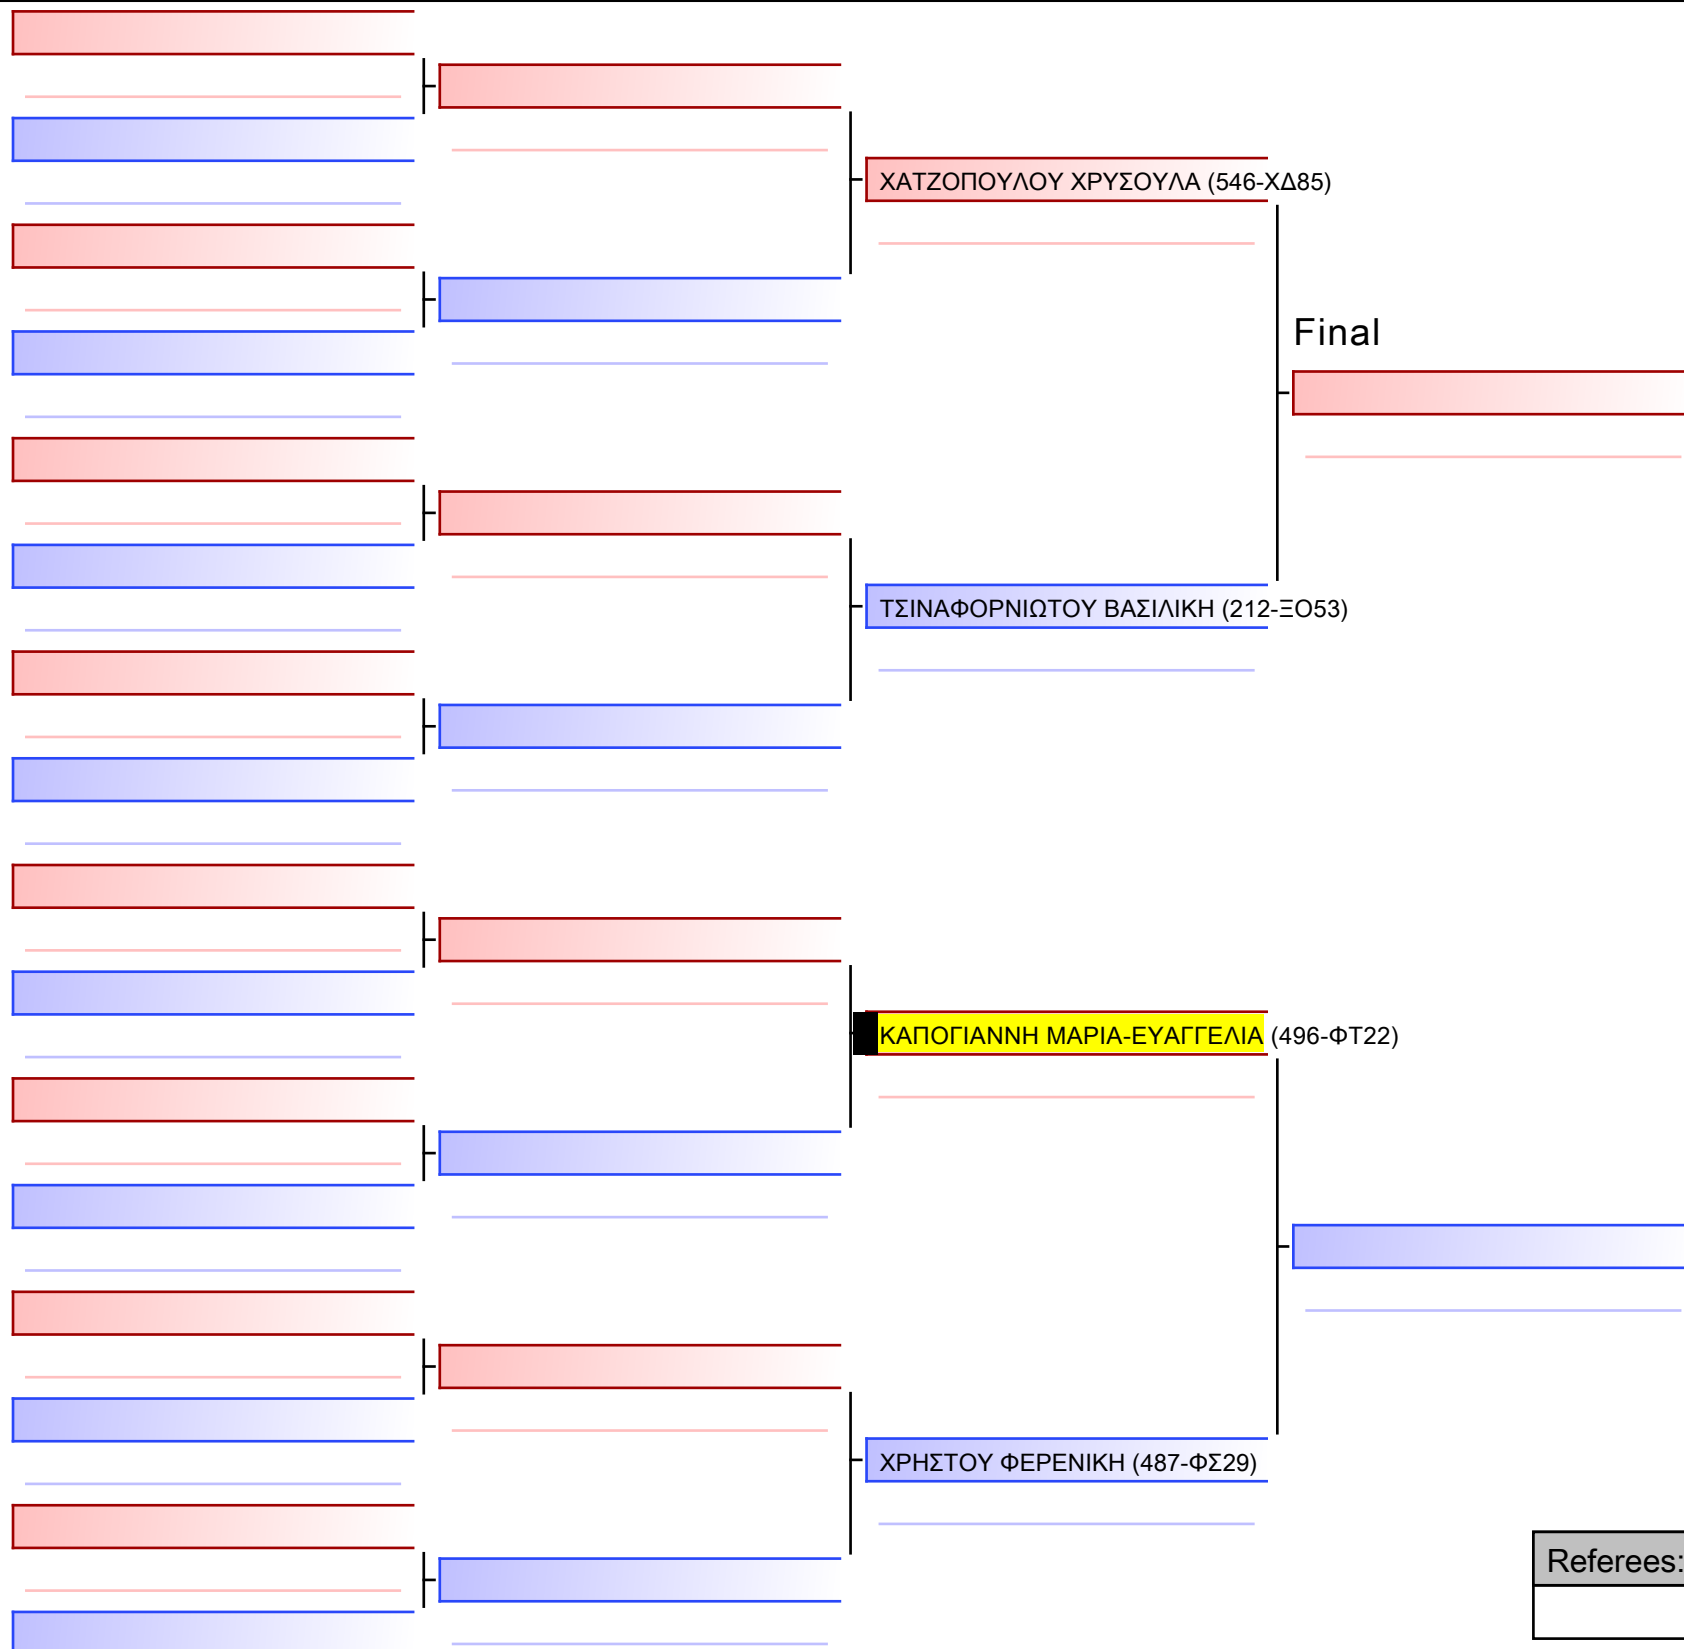 ΧΑΤΖΟΠΟΥΛΟΥ ΧΡΥΣΟΥΛΑ (546-ΧΔ85)
Final
ΤΣΙΝΑΦΟΡΝΙΩΤΟΥ ΒΑΣΙΛΙΚΗ (212-ΞΟ53)
ΚΑΠΟΓΙΑΝΝΗ ΜΑΡΙΑ-ΕΥΑΓΓΕΛΙΑ (496-ΦΤ22)
ΧΡΗΣΤΟΥ ΦΕΡΕΝΙΚΗ (487-ΦΣ29)
Referees: